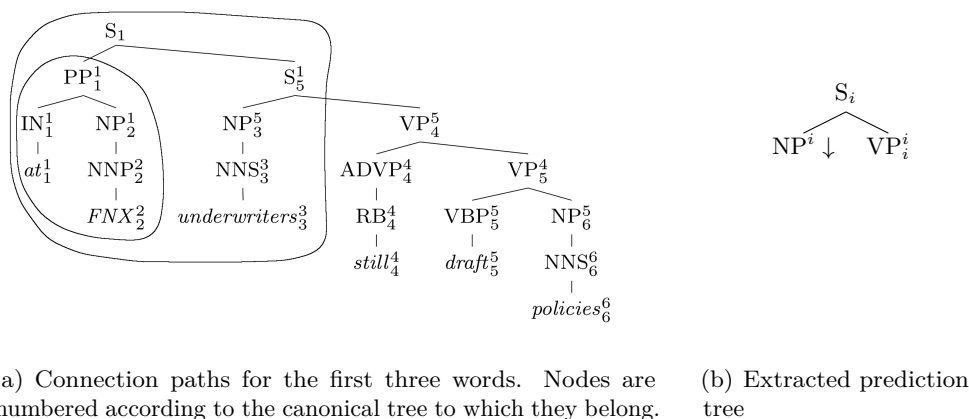 S₁
PP¹₁ S¹₅
IN¹₁ NP¹₂ NP⁵₃ VP⁵₄
at¹₁ NNP²₂ NNS³₃ ADVP⁴₄ VP⁴₅
FNX²₂ underwriters³₃ RB⁴₄ VBP⁵₅ NP⁵₆
still⁴₄ draft⁵₅ NNS⁶₆
policies⁶₆
Sᵢ
NPⁱ ↓ VPⁱᵢ
a) Connection paths for the first three words. Nodes are
numbered according to the canonical tree to which they belong.
(b) Extracted prediction
tree